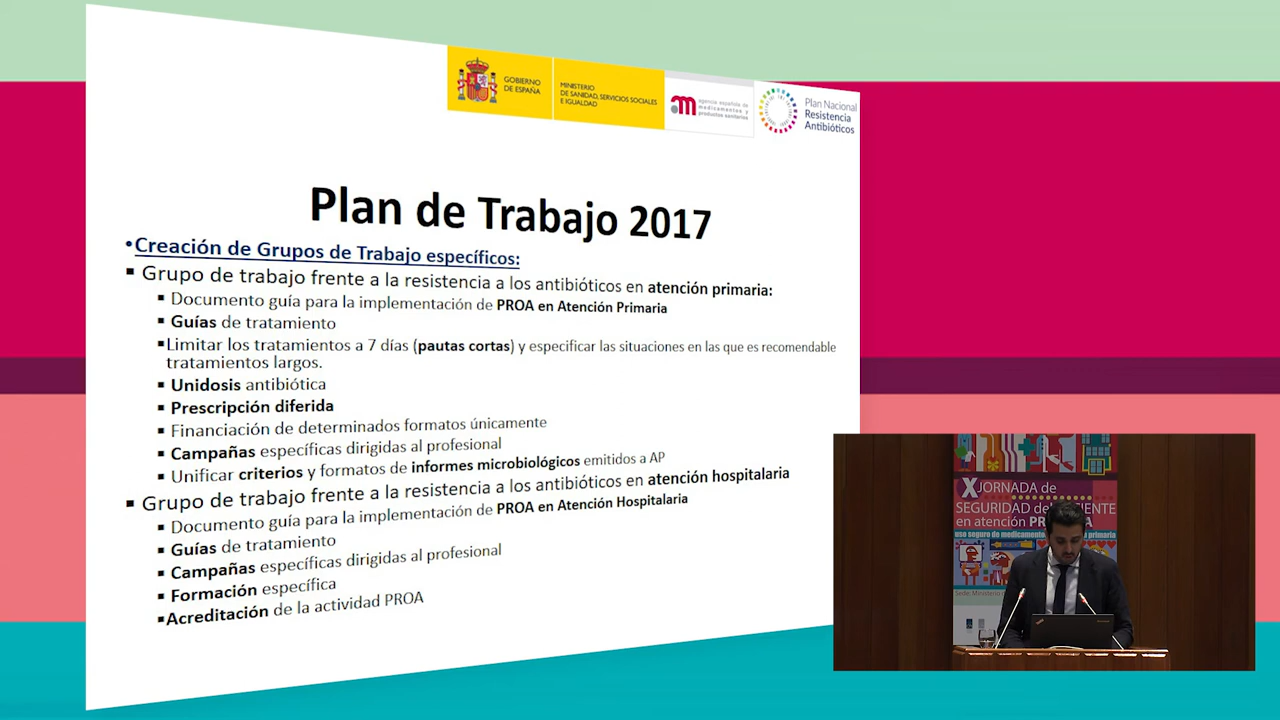 GOBIERNO
DE ESPAÑA
MINISTERIO
DE SANIDAD, SERVICIOS SOCIALES
E IGUALDAD
agencia española de
medicamentos y
productos sanitarios
Plan Nacional
Resistencia
Antibióticos
Plan de Trabajo 2017
•Creación de Grupos de Trabajo específicos:
▪ Grupo de trabajo frente a la resistencia a los antibióticos en atención primaria:
▪ Documento guía para la implementación de PROA en Atención Primaria
▪ Guías de tratamiento
▪Limitar los tratamientos a 7 días (pautas cortas) y especificar las situaciones en las que es recomendable
tratamientos largos.
▪ Unidosis antibiótica
▪ Prescripción diferida
▪ Financiación de determinados formatos únicamente
▪ Campañas específicas dirigidas al profesional
▪ Unificar criterios y formatos de informes microbiológicos emitidos a AP
▪ Grupo de trabajo frente a la resistencia a los antibióticos en atención hospitalaria
▪ Documento guía para la implementación de PROA en Atención Hospitalaria
▪ Guías de tratamiento
▪ Campañas específicas dirigidas al profesional
▪ Formación específica
▪Acreditación de la actividad PROA
X JORNADA de
SEGURIDAD del
en atención
uso seguro de
Sede: Ministerio